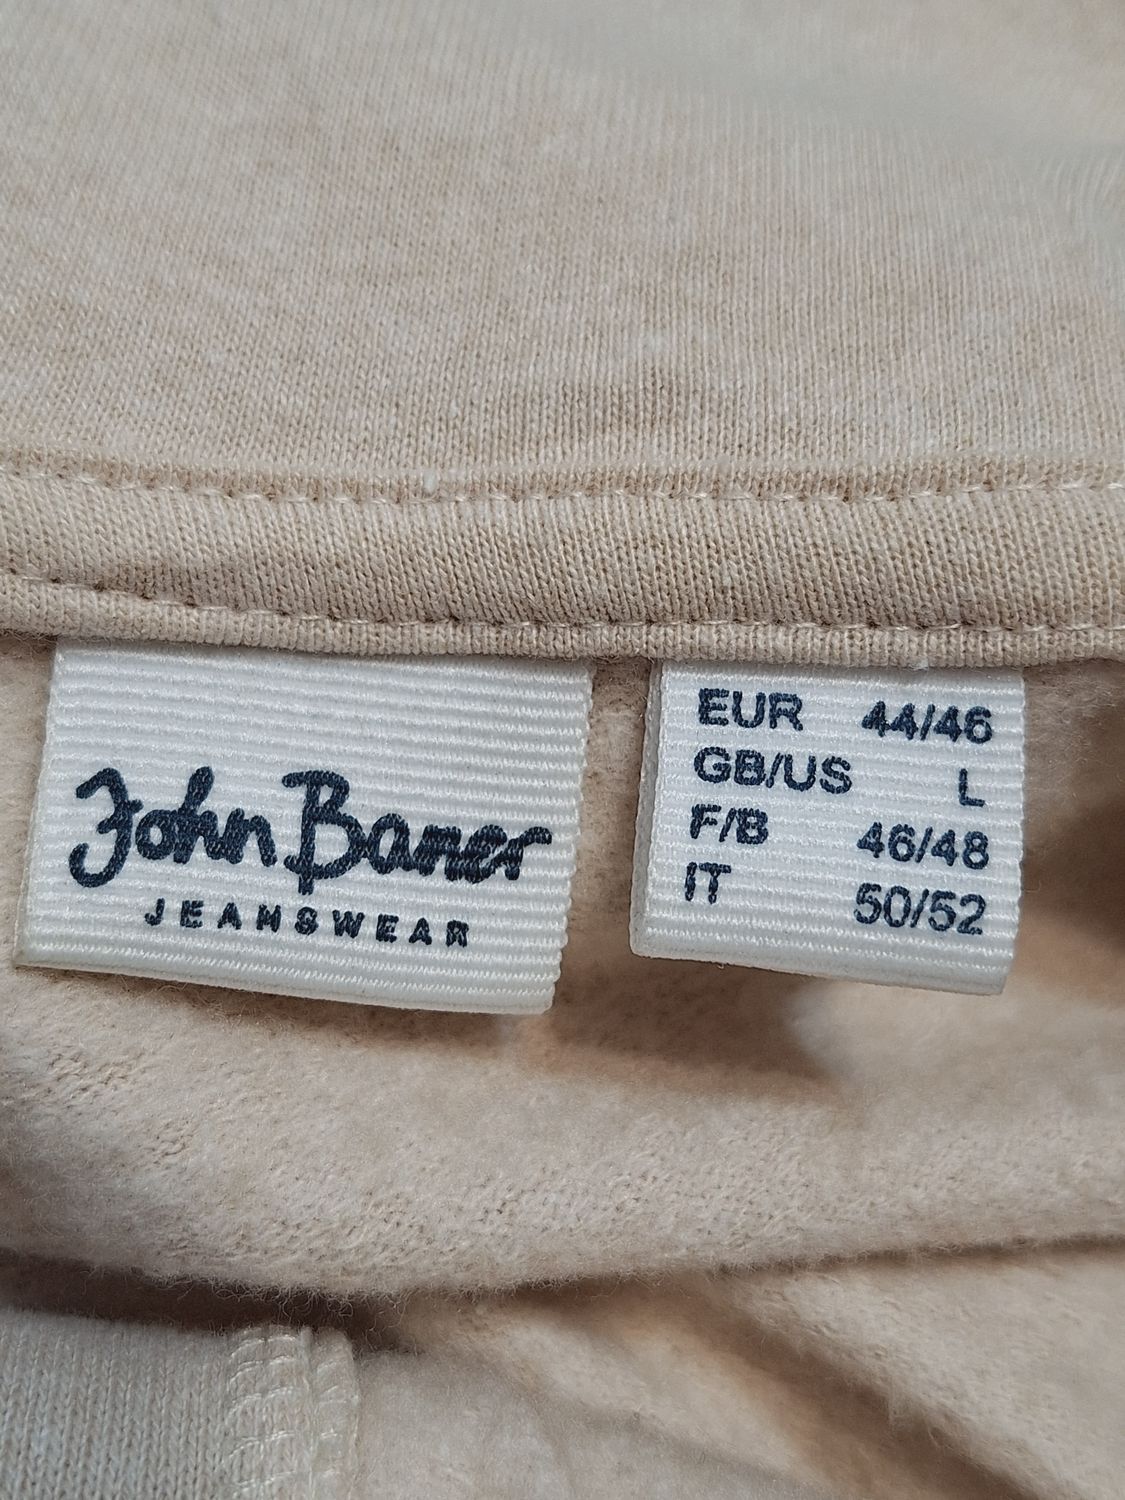 John Baner
JEANSWEAR
EUR 44/46
GB/US L
F/B 46/48
IT 50/52